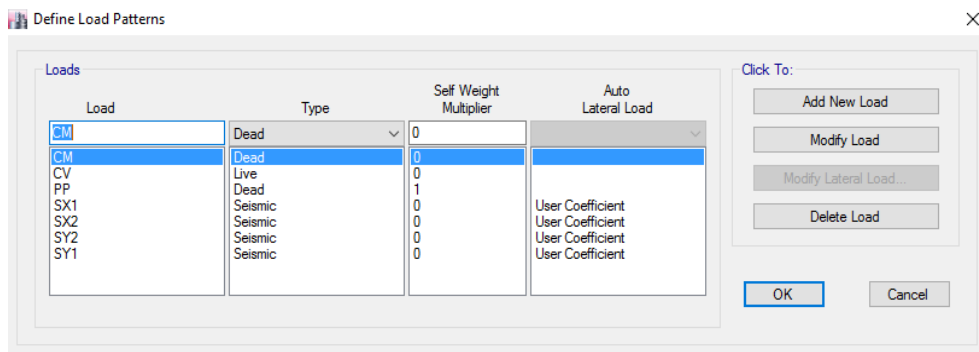 Define Load Patterns
Loads
Load Type Self Weight Multiplier Auto Lateral Load
CM Dead 0
CM Dead 0
CV Live 0
PP Dead 1
SX1 Seismic 0 User Coefficient
SX2 Seismic 0 User Coefficient
SY2 Seismic 0 User Coefficient
SY1 Seismic 0 User Coefficient
Click To:
Add New Load
Modify Load
Modify Lateral Load...
Delete Load
OK Cancel